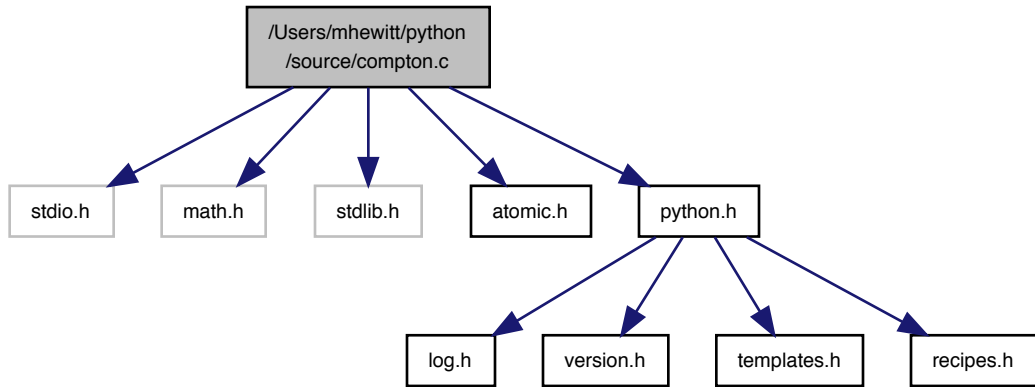 /Users/mhewitt/python
/source/compton.c
stdio.h
math.h
stdlib.h
atomic.h
python.h
log.h
version.h
templates.h
recipes.h